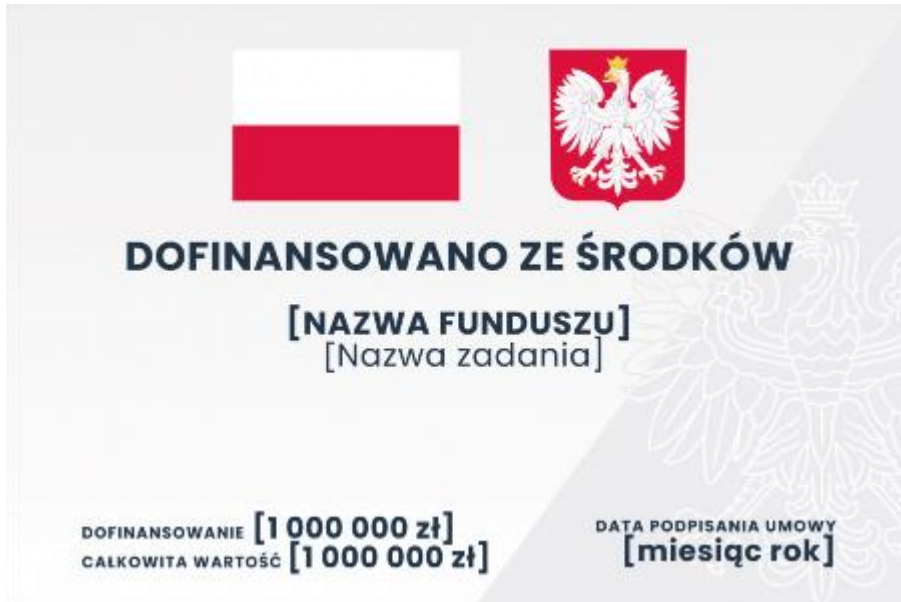 DOFINANSOWANO ZE ŚRODKÓW
[NAZWA FUNDUSZU]
[Nazwa zadania]
DOFINANSOWANIE [1 000 000 zł]
CAŁKOWITA WARTOŚĆ [1 000 000 zł]
DATA PODPISANIA UMOWY
[miesiąc rok]